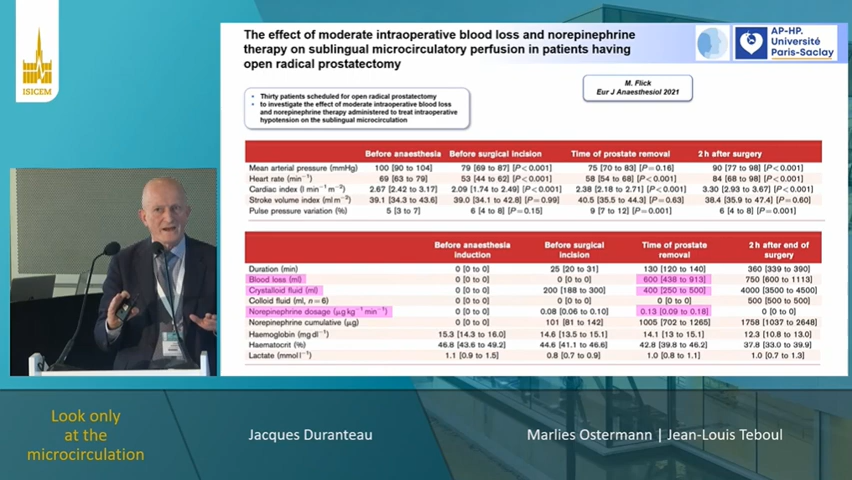 ISICEM
The effect of moderate intraoperative blood loss and norepinephrine
therapy on sublingual microcirculatory perfusion in patients having
open radical prostatectomy
AP-HP.
Université
Paris-Saclay
M. Flick
Eur J Anaesthesiol 2021
• Thirty patients scheduled for open radical prostatectomy
• to investigate the effect of moderate intraoperative blood loss
and norepinephrine therapy administered to treat intraoperative
hypotension on the sublingual microcirculation
Before anaesthesia Before surgical incision Time of prostate removal 2 h after surgery
Mean arterial pressure (mmHg) 100 [90 to 104] 79 [69 to 87] [P<0.001] 75 [70 to 83] [P=0.16] 90 [77 to 98] [P<0.001]
Heart rate (min−1) 69 [63 to 79] 53 [44 to 62] [P<0.001] 58 [54 to 68] [P<0.001] 84 [68 to 98] [P<0.001]
Cardiac index (l min−1 m−2) 2.67 [2.42 to 3.17] 2.09 [1.74 to 2.49] [P<0.001] 2.38 [2.18 to 2.71] [P<0.001] 3.30 [2.93 to 3.67] [P<0.001]
Stroke volume index (ml m−2) 39.1 [34.3 to 43.6] 39.0 [34.1 to 42.8] [P=0.99] 40.5 [35.5 to 44.3] [P=0.63] 38.4 [35.9 to 47.4] [P=0.60]
Pulse pressure variation (%) 5 [3 to 7] 6 [4 to 8] [P=0.15] 9 [7 to 12] [P=0.001] 6 [4 to 8] [P=0.001]
Before anaesthesia Before surgical Time of prostate 2 h after end of
induction incision removal surgery
Duration (min) 0 [0 to 0] 25 [20 to 31] 130 [120 to 140] 360 [339 to 390]
Blood loss (ml) 0 [0 to 0] 0 [0 to 0] 600 [438 to 913] 750 [600 to 1113]
Crystalloid fluid (ml) 0 [0 to 0] 200 [188 to 300] 400 [250 to 500] 4000 [3500 to 4500]
Colloid fluid (ml, n=6) 0 [0 to 0] 0 [0 to 0] 0 [0 to 0] 500 [500 to 500]
Norepinephrine dosage (μg kg−1 min−1) 0 [0 to 0] 0.08 [0.06 to 0.10] 0.13 [0.09 to 0.18] 0 [0 to 0]
Norepinephrine cumulative (μg) 0 [0 to 0] 101 [81 to 142] 1005 [702 to 1265] 1758 [1037 to 2648]
Haemoglobin (mg dl−1) 15.3 [14.3 to 16.0] 14.6 [13.5 to 15.1] 14.1 [13 to 15.1] 12.3 [10.8 to 13.0]
Haematocrit (%) 46.8 [43.6 to 49.2] 44.6 [41.1 to 46.6] 42.8 [39.8 to 46.2] 37.8 [33.0 to 39.9]
Lactate (mmol l−1) 1.1 [0.9 to 1.5] 0.8 [0.7 to 0.9] 1.0 [0.8 to 1.1] 1.0 [0.7 to 1.3]
Look only
at the
microcirculation
Jacques Duranteau
Marlies Ostermann | Jean-Louis Teboul